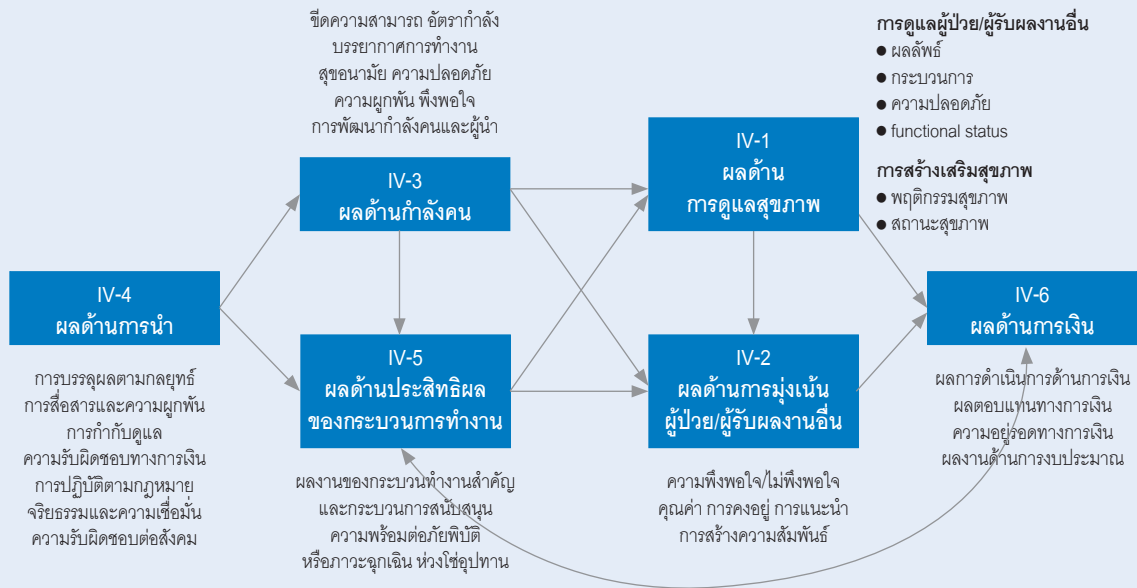 ขีดความสามารถ อัตรากำลัง
บรรยากาศการทำงาน
สุขอนามัย ความปลอดภัย
ความผูกพัน พึงพอใจ
การพัฒนากำลังคนและผู้นำ
การดูแลผู้ป่วย/ผู้รับผลงานอื่น
● ผลลัพธ์
● กระบวนการ
● ความปลอดภัย
● functional status
การสร้างเสริมสุขภาพ
● พฤติกรรมสุขภาพ
● สถานะสุขภาพ
IV-3
ผลด้านกำลังคน
IV-1
ผลด้าน
การดูแลสุขภาพ
IV-4
ผลด้านการนำ
IV-6
ผลด้านการเงิน
IV-5
ผลด้านประสิทธิผล
ของกระบวนการทำงาน
IV-2
ผลด้านการมุ่งเน้น
ผู้ป่วย/ผู้รับผลงานอื่น
การบรรลุผลตามกลยุทธ์
การสื่อสารและความผูกพัน
การกำกับดูแล
ความรับผิดชอบทางการเงิน
การปฏิบัติตามกฎหมาย
จริยธรรมและความเชื่อมั่น
ความรับผิดชอบต่อสังคม
ผลงานของกระบวนทำงานสำคัญ
และกระบวนการสนับสนุน
ความพร้อมต่อภัยพิบัติ
หรือภาวะฉุกเฉิน ห่วงโซ่อุปทาน
ความพึงพอใจ/ไม่พึงพอใจ
คุณค่า การคงอยู่ การแนะนำ
การสร้างความสัมพันธ์
ผลการดำเนินการด้านการเงิน
ผลตอบแทนทางการเงิน
ความอยู่รอดทางการเงิน
ผลงานด้านการงบประมาณ